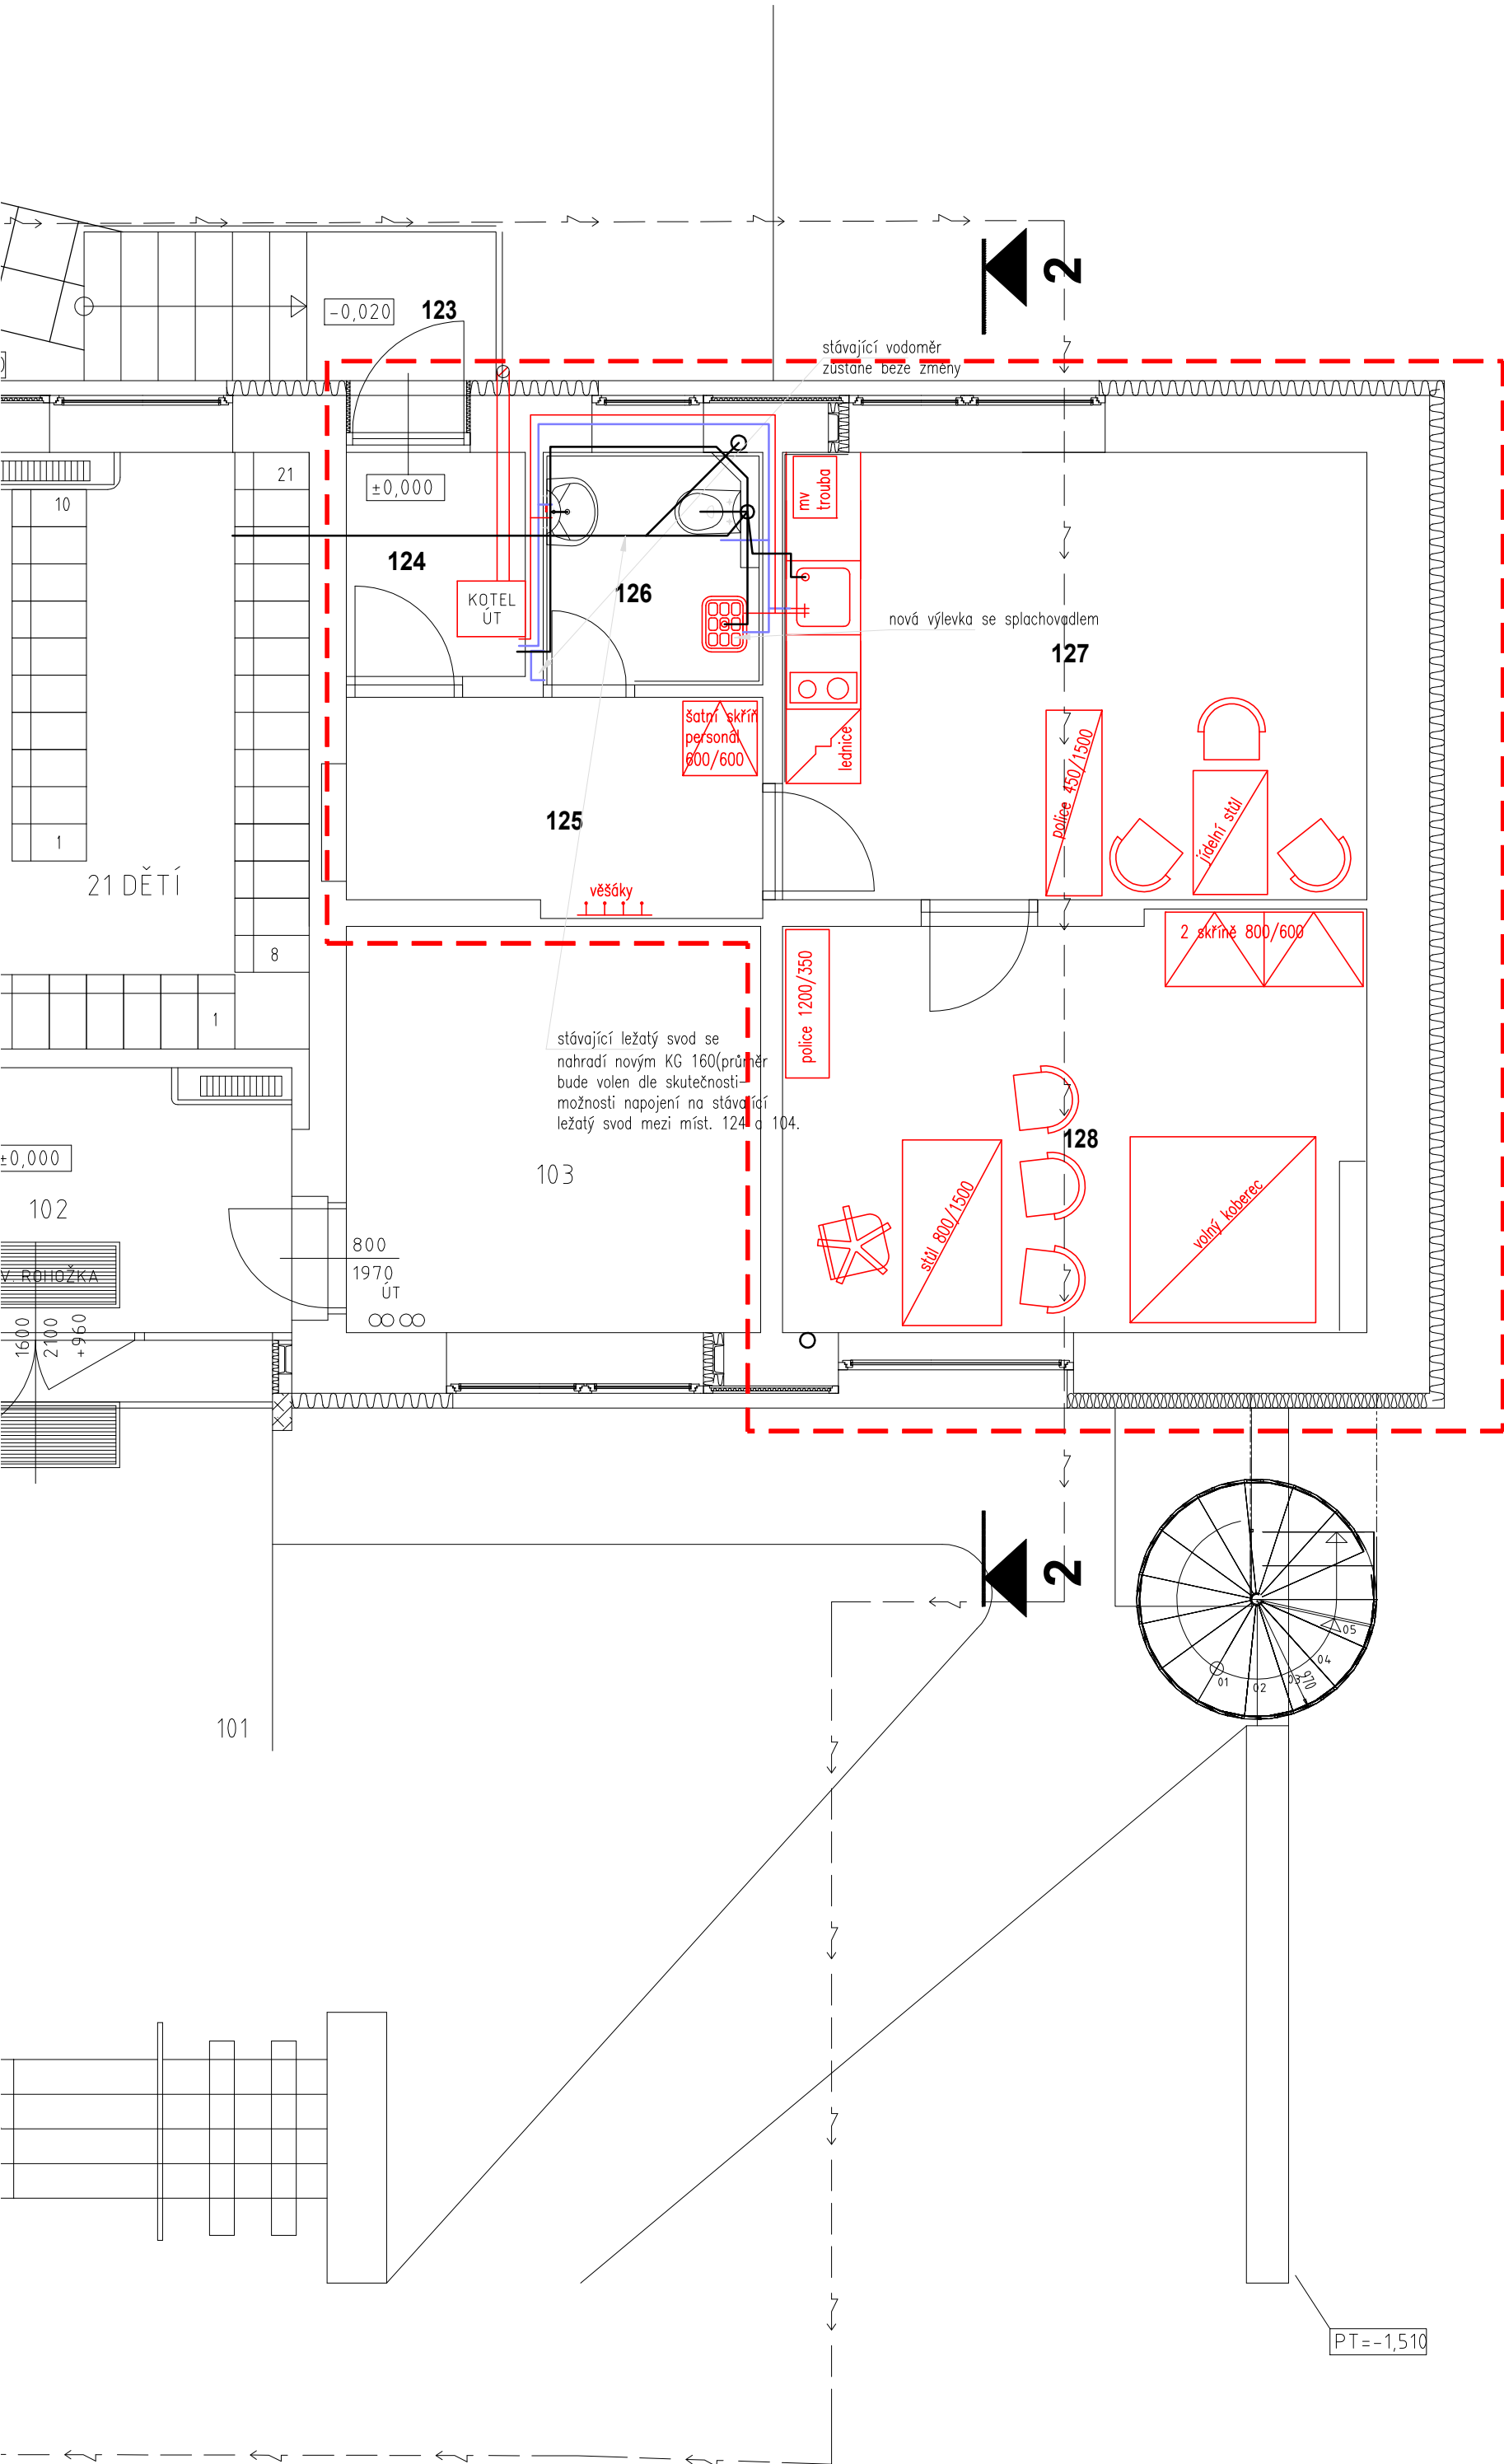 2
-0,020
123
stávající vodoměr
zůstane beze změny
21
10
±0,000
mv
trouba
124
KOTEL
ÚT
126
nová výlevka se splachovadlem
127
šatní skříň
personál
600/600
lednice
police 450/1500
jídelní stůl
125
1
21 DĚTÍ
věšáky
8
2 skříně 800/600
police 1200/350
1
stávající ležatý svod se
nahradí novým KG 160(průměr
bude volen dle skutečnosti-
možnosti napojení na stávající
ležatý svod mezi míst. 124 a 104.
128
±0,000
103
102
stůl 800/1500
volný koberec
800
1970
ÚT
V. ROHOŽKA
1600
2100
+960
2
05
04
03
970
02
01
101
PT=-1,510